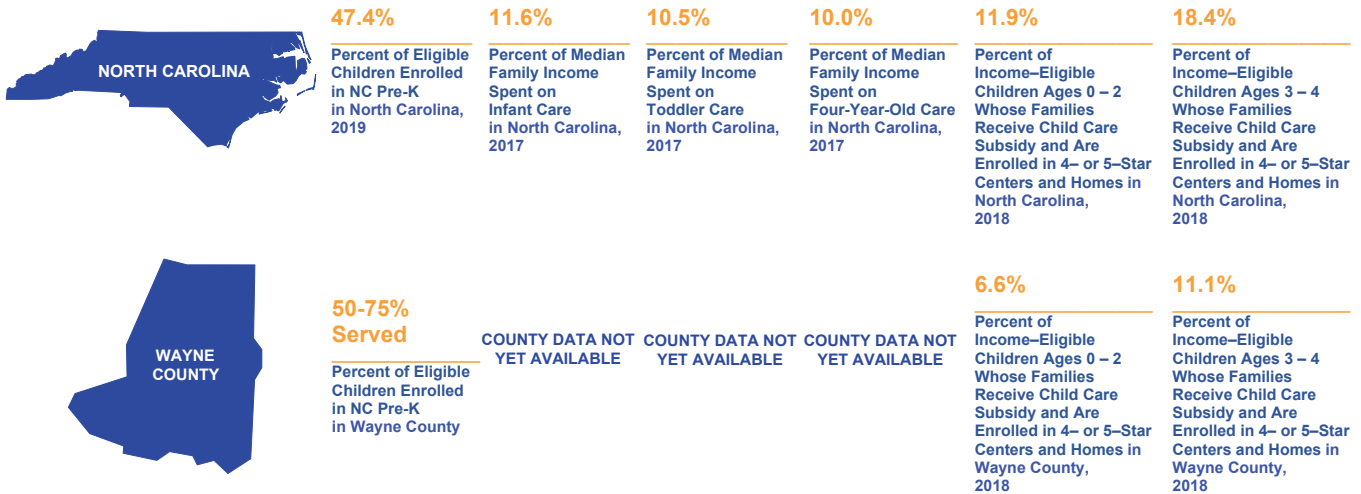 NORTH CAROLINA
47.4%
Percent of Eligible
Children Enrolled
in NC Pre-K
in North Carolina,
2019
11.6%
Percent of Median
Family Income
Spent on
Infant Care
in North Carolina,
2017
10.5%
Percent of Median
Family Income
Spent on
Toddler Care
in North Carolina,
2017
10.0%
Percent of Median
Family Income
Spent on
Four-Year-Old Care
in North Carolina,
2017
11.9%
Percent of
Income–Eligible
Children Ages 0 – 2
Whose Families
Receive Child Care
Subsidy and Are
Enrolled in 4– or 5–Star
Centers and Homes in
North Carolina,
2018
18.4%
Percent of
Income–Eligible
Children Ages 3 – 4
Whose Families
Receive Child Care
Subsidy and Are
Enrolled in 4– or 5–Star
Centers and Homes in
North Carolina,
2018
WAYNE
COUNTY
50-75%
Served
Percent of Eligible
Children Enrolled
in NC Pre-K
in Wayne County
COUNTY DATA NOT
YET AVAILABLE
COUNTY DATA NOT
YET AVAILABLE
COUNTY DATA NOT
YET AVAILABLE
6.6%
Percent of
Income–Eligible
Children Ages 0 – 2
Whose Families
Receive Child Care
Subsidy and Are
Enrolled in 4– or 5–Star
Centers and Homes in
Wayne County,
2018
11.1%
Percent of
Income–Eligible
Children Ages 3 – 4
Whose Families
Receive Child Care
Subsidy and Are
Enrolled in 4– or 5–Star
Centers and Homes in
Wayne County,
2018